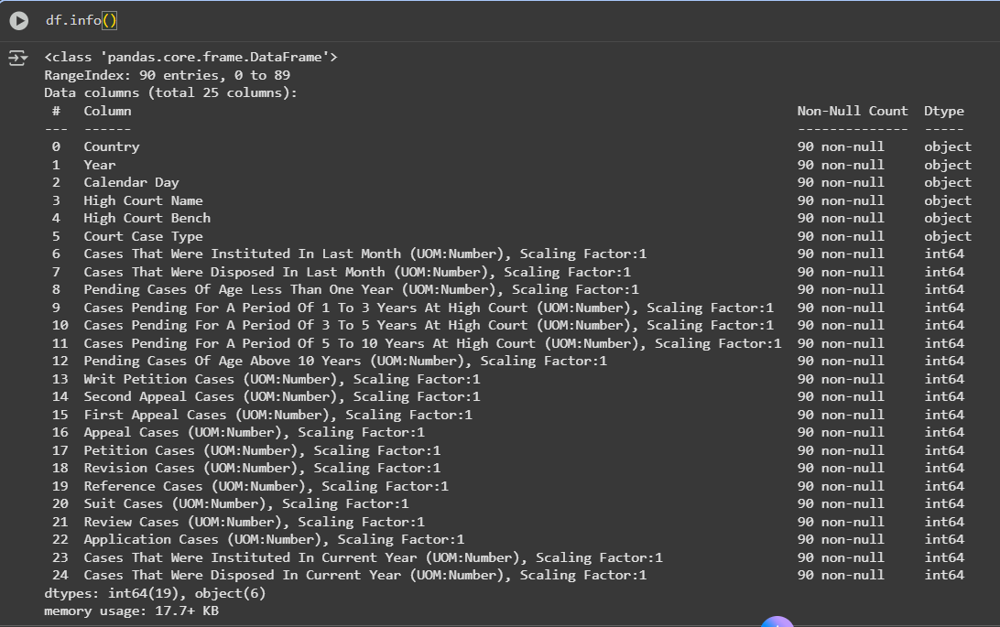 df.info()
<class 'pandas.core.frame.DataFrame'>
RangeIndex: 90 entries, 0 to 89
Data columns (total 25 columns):
 #   Column                                                                                   Non-Null Count  Dtype
---  ------                                                                                   --------------  -----
 0   Country                                                                                  90 non-null     object
 1   Year                                                                                     90 non-null     object
 2   Calendar Day                                                                             90 non-null     object
 3   High Court Name                                                                          90 non-null     object
 4   High Court Bench                                                                         90 non-null     object
 5   Court Case Type                                                                          90 non-null     object
 6   Cases That Were Instituted In Last Month (UOM:Number), Scaling Factor:1                  90 non-null     int64
 7   Cases That Were Disposed In Last Month (UOM:Number), Scaling Factor:1                    90 non-null     int64
 8   Pending Cases Of Age Less Than One Year (UOM:Number), Scaling Factor:1                   90 non-null     int64
 9   Cases Pending For A Period Of 1 To 3 Years At High Court (UOM:Number), Scaling Factor:1  90 non-null     int64
 10  Cases Pending For A Period Of 3 To 5 Years At High Court (UOM:Number), Scaling Factor:1  90 non-null     int64
 11  Cases Pending For A Period Of 5 To 10 Years At High Court (UOM:Number), Scaling Factor:1 90 non-null     int64
 12  Pending Cases Of Age Above 10 Years (UOM:Number), Scaling Factor:1                       90 non-null     int64
 13  Writ Petition Cases (UOM:Number), Scaling Factor:1                                       90 non-null     int64
 14  Second Appeal Cases (UOM:Number), Scaling Factor:1                                       90 non-null     int64
 15  First Appeal Cases (UOM:Number), Scaling Factor:1                                        90 non-null     int64
 16  Appeal Cases (UOM:Number), Scaling Factor:1                                              90 non-null     int64
 17  Petition Cases (UOM:Number), Scaling Factor:1                                            90 non-null     int64
 18  Revision Cases (UOM:Number), Scaling Factor:1                                            90 non-null     int64
 19  Reference Cases (UOM:Number), Scaling Factor:1                                           90 non-null     int64
 20  Suit Cases (UOM:Number), Scaling Factor:1                                                90 non-null     int64
 21  Review Cases (UOM:Number), Scaling Factor:1                                              90 non-null     int64
 22  Application Cases (UOM:Number), Scaling Factor:1                                         90 non-null     int64
 23  Cases That Were Instituted In Current Year (UOM:Number), Scaling Factor:1                90 non-null     int64
 24  Cases That Were Disposed In Current Year (UOM:Number), Scaling Factor:1                  90 non-null     int64
dtypes: int64(19), object(6)
memory usage: 17.7+ KB